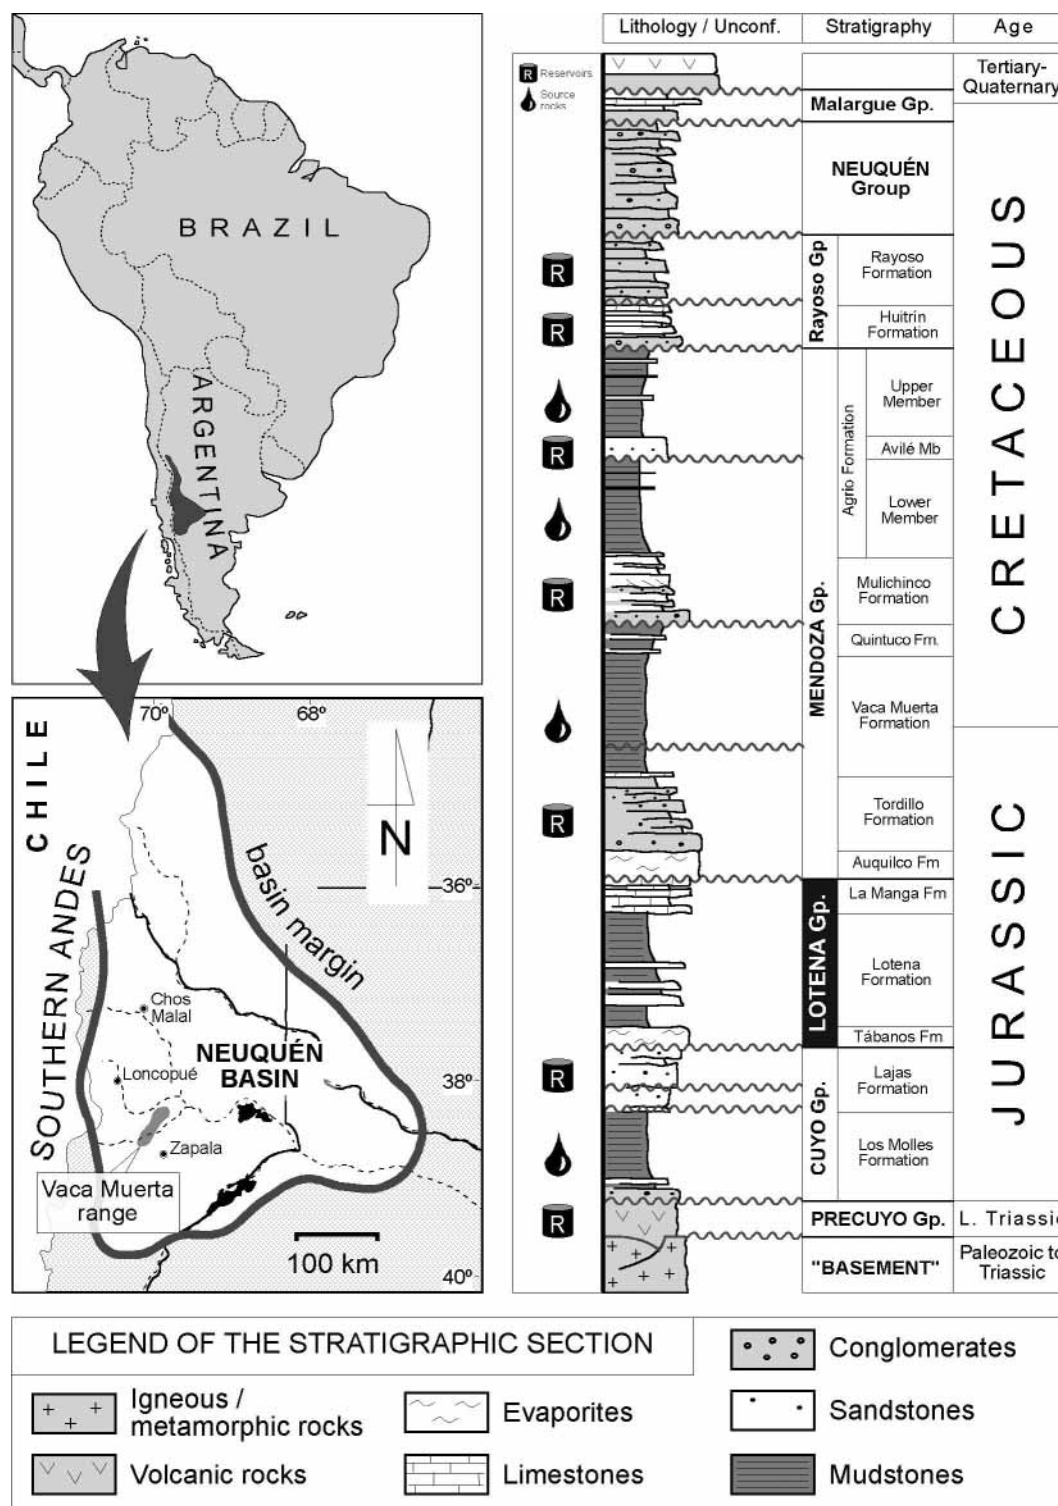 BRAZIL
ARGENTINA
CHILE
70º
68º
SOUTHERN ANDES
N
basin margin
36º
Chos
Malal
NEUQUÉN
BASIN
Loncopué
38º
Zapala
Vaca Muerta
range
100 km
40º
Lithology / Unconf.
Stratigraphy
Age
R
Reservoirs
Source
rocks
Tertiary-
Quaternary
Malargue Gp.
NEUQUÉN
Group
CRETACEOUS
Rayoso Gp
R
Rayoso
Formation
R
Huitrín
Formation
MENDOZA Gp.
Agrio Formation
Upper
Member
R
Avilé Mb
Lower
Member
R
Mulichinco
Formation
Quintuco Fm.
Vaca Muerta
Formation
JURASSIC
R
Tordillo
Formation
Auquilco Fm
LOTENA Gp.
La Manga Fm
Lotena
Formation
Tábanos Fm
CUYO Gp.
R
Lajas
Formation
Los Molles
Formation
R
PRECUYO Gp.
L. Triassic
"BASEMENT"
Paleozoic to
Triassic
LEGEND OF THE STRATIGRAPHIC SECTION
Igneous /
metamorphic rocks
Volcanic rocks
Evaporites
Limestones
Conglomerates
Sandstones
Mudstones